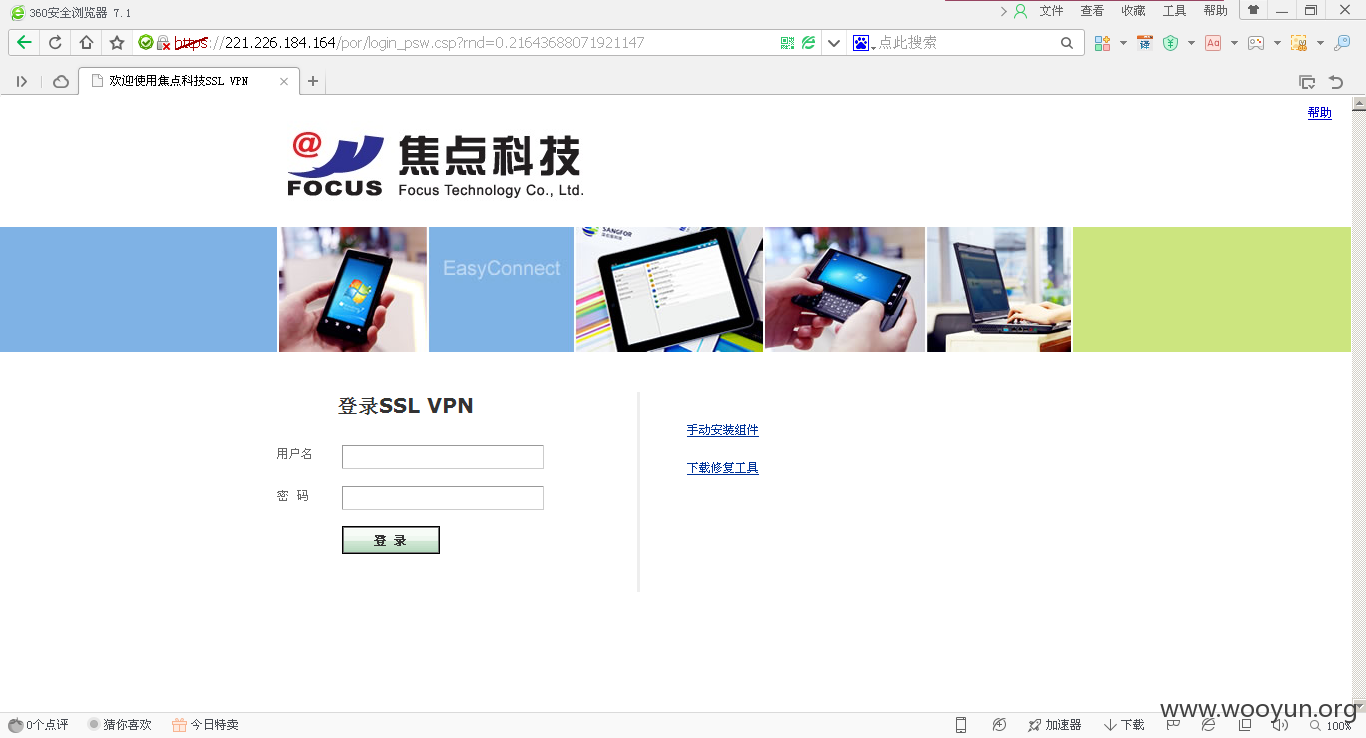 360安全浏览器 7.1
文件 查看 收藏 工具 帮助
https://221.226.184.164/por/login_psw.csp?rnd=0.21643688071921147
点此搜索
译
Aa
欢迎使用焦点科技SSL VPN
帮助
@
FOCUS
焦点科技
Focus Technology Co., Ltd.
EasyConnect
SANGFOR
登录SSL VPN
用户名
密 码
登 录
手动安装组件
下载修复工具
0个点评 猜你喜欢 今日特卖
加速器 下载 100%
www.wooyun.org